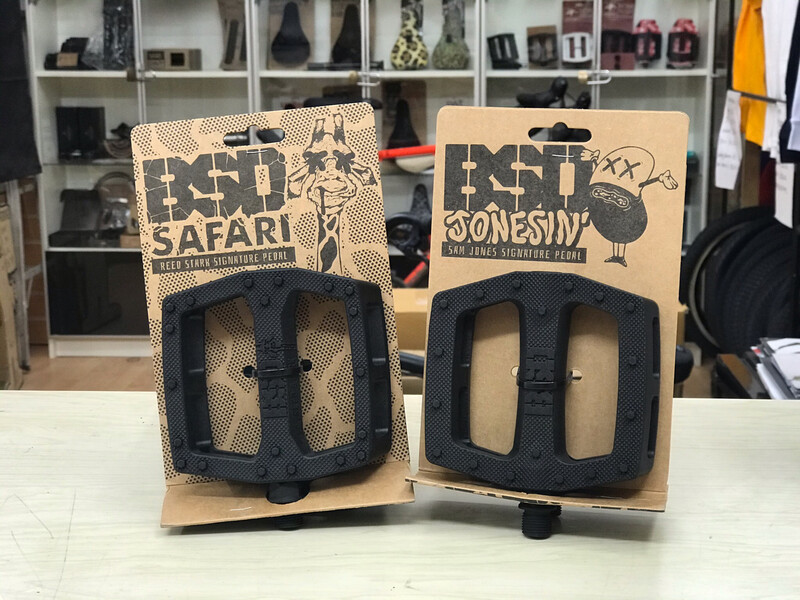 BSD
SAFARI
REED STARK SIGNATURE PEDAL
BSD
JONESIN'
SAM JONES SIGNATURE PEDAL